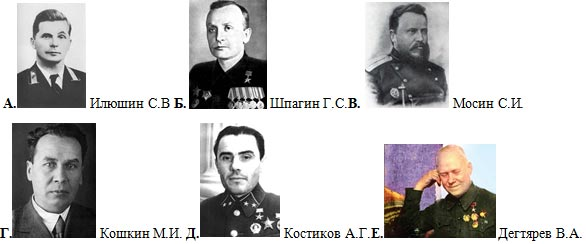 А. Илюшин С.В Б. Шпагин Г.С.В. Мосин С.И.
Г. Кошкин М.И. Д. Костиков А.Г.Е. Дегтярев В.А.